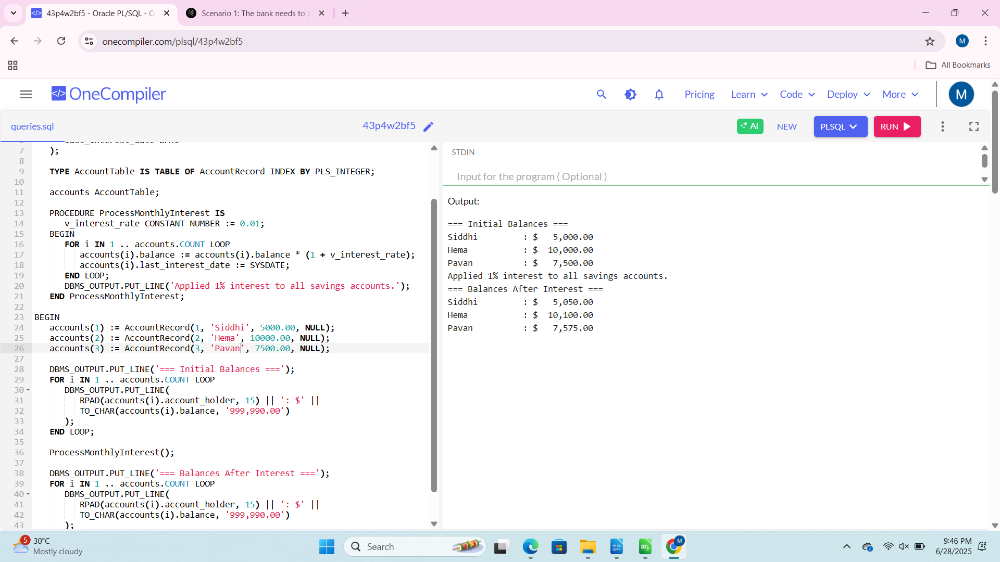 43p4w2bf5 - Oracle PL/SQL - O
Scenario 1: The bank needs to p
onecompiler.com/plsql/43p4w2bf5
M
All Bookmarks
</> OneCompiler
Pricing
Learn
Code
Deploy
More
M
queries.sql
43p4w2bf5
AI
NEW
PLSQL
RUN
7 );
8
9 TYPE AccountTable IS TABLE OF AccountRecord INDEX BY PLS_INTEGER;
10
11 accounts AccountTable;
12
13 PROCEDURE ProcessMonthlyInterest IS
14 v_interest_rate CONSTANT NUMBER := 0.01;
15 BEGIN
16 FOR i IN 1 .. accounts.COUNT LOOP
17 accounts(i).balance := accounts(i).balance * (1 + v_interest_rate);
18 accounts(i).last_interest_date := SYSDATE;
19 END LOOP;
20 DBMS_OUTPUT.PUT_LINE('Applied 1% interest to all savings accounts.');
21 END ProcessMonthlyInterest;
22
23 BEGIN
24 accounts(1) := AccountRecord(1, 'Siddhi', 5000.00, NULL);
25 accounts(2) := AccountRecord(2, 'Hema', 10000.00, NULL);
26 accounts(3) := AccountRecord(3, 'Pavan', 7500.00, NULL);
27
28 DBMS_OUTPUT.PUT_LINE('=== Initial Balances ===');
29 FOR i IN 1 .. accounts.COUNT LOOP
30 DBMS_OUTPUT.PUT_LINE(
31 RPAD(accounts(i).account_holder, 15) || ': $' ||
32 TO_CHAR(accounts(i).balance, '999,990.00')
33 );
34 END LOOP;
35
36 ProcessMonthlyInterest();
37
38 DBMS_OUTPUT.PUT_LINE('=== Balances After Interest ===');
39 FOR i IN 1 .. accounts.COUNT LOOP
40 DBMS_OUTPUT.PUT_LINE(
41 RPAD(accounts(i).account_holder, 15) || ': $' ||
42 TO_CHAR(accounts(i).balance, '999,990.00')
43 );
STDIN
Input for the program ( Optional )
Output:
=== Initial Balances ===
Siddhi : $ 5,000.00
Hema : $ 10,000.00
Pavan : $ 7,500.00
Applied 1% interest to all savings accounts.
=== Balances After Interest ===
Siddhi : $ 5,050.00
Hema : $ 10,100.00
Pavan : $ 7,575.00
5
30°C
Mostly cloudy
Search
M
9:46 PM
6/28/2025